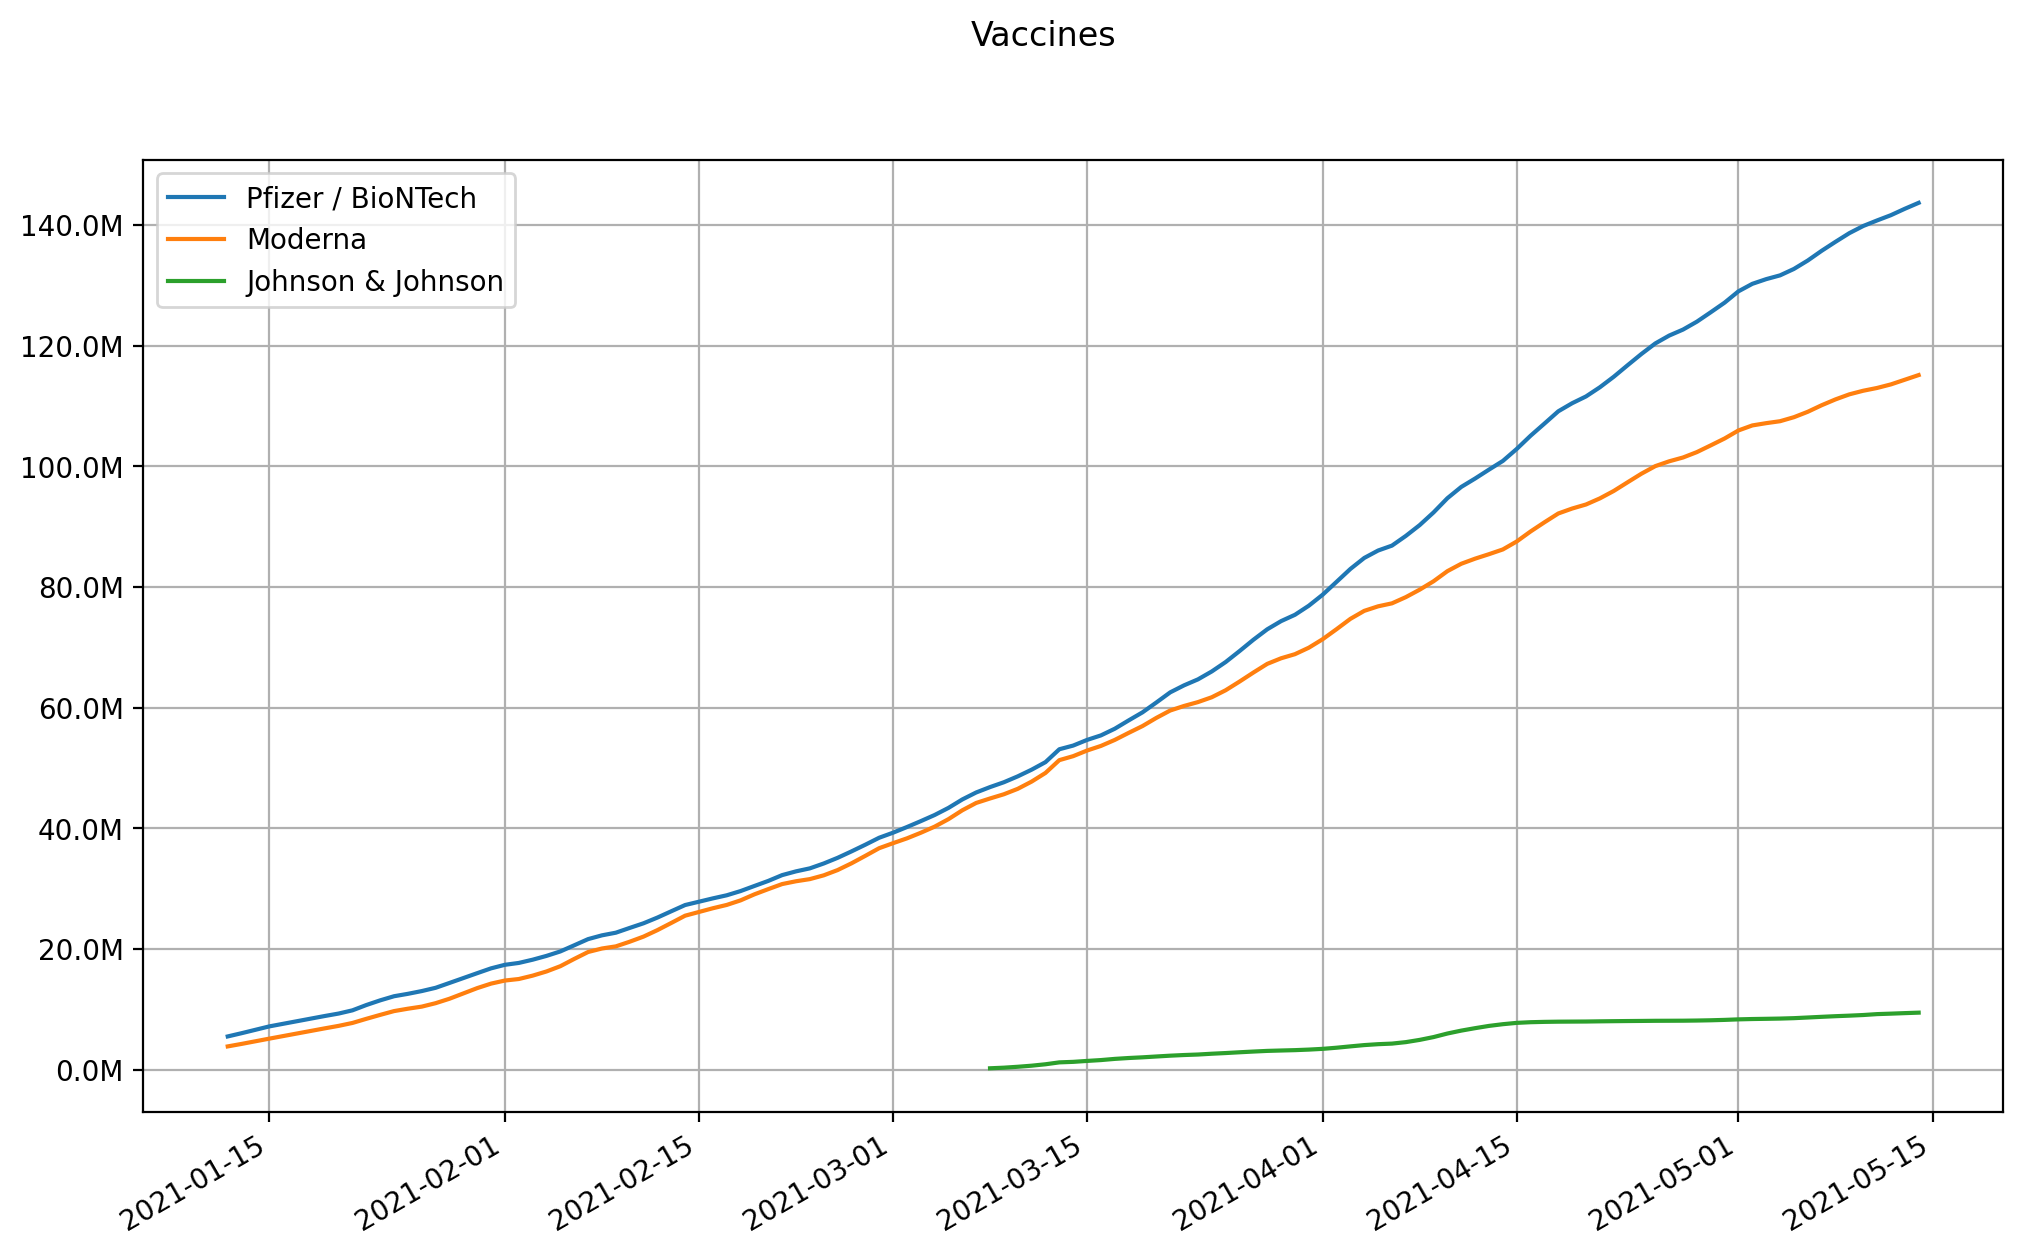 Vaccines
Pfizer / BioNTech
Moderna
Johnson & Johnson
140.0M
120.0M
100.0M
80.0M
60.0M
40.0M
20.0M
0.0M
2021-01-15
2021-02-01
2021-02-15
2021-03-01
2021-03-15
2021-04-01
2021-04-15
2021-05-01
2021-05-15